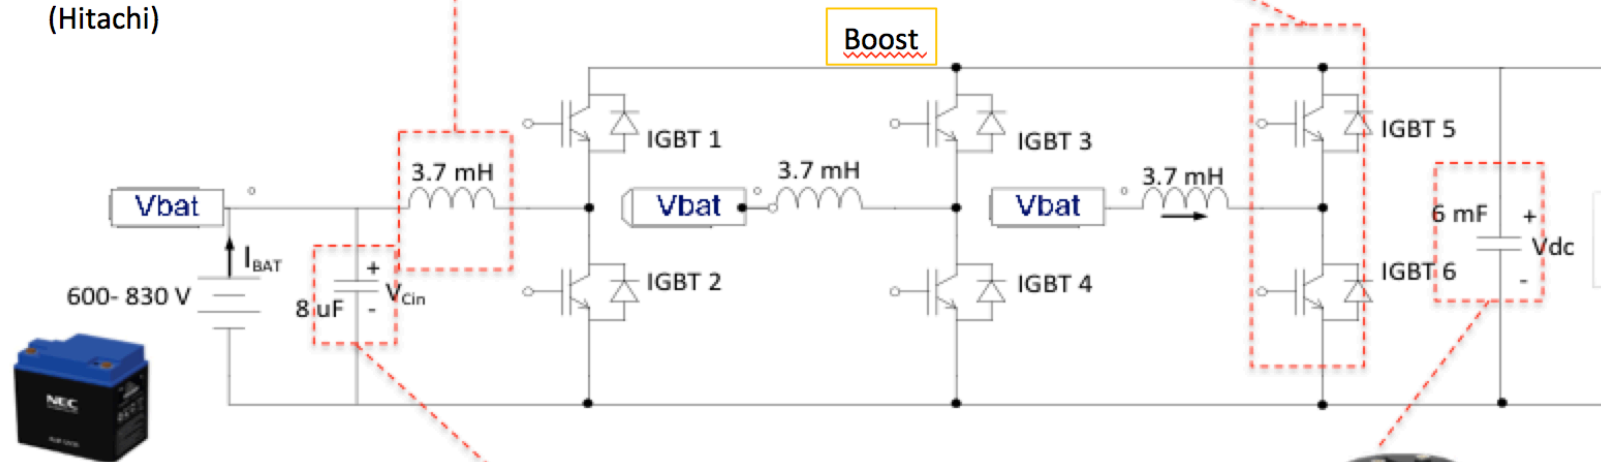 (Hitachi)
Boost
3.7 mH
IGBT 1
3.7 mH
IGBT 3
3.7 mH
IGBT 5
Vbat
Vbat
Vbat
6 mF
+
Vdc
-
IBAT
+
VCin
-
8 uF
600- 830 V
IGBT 2
IGBT 4
IGBT 6
NEC